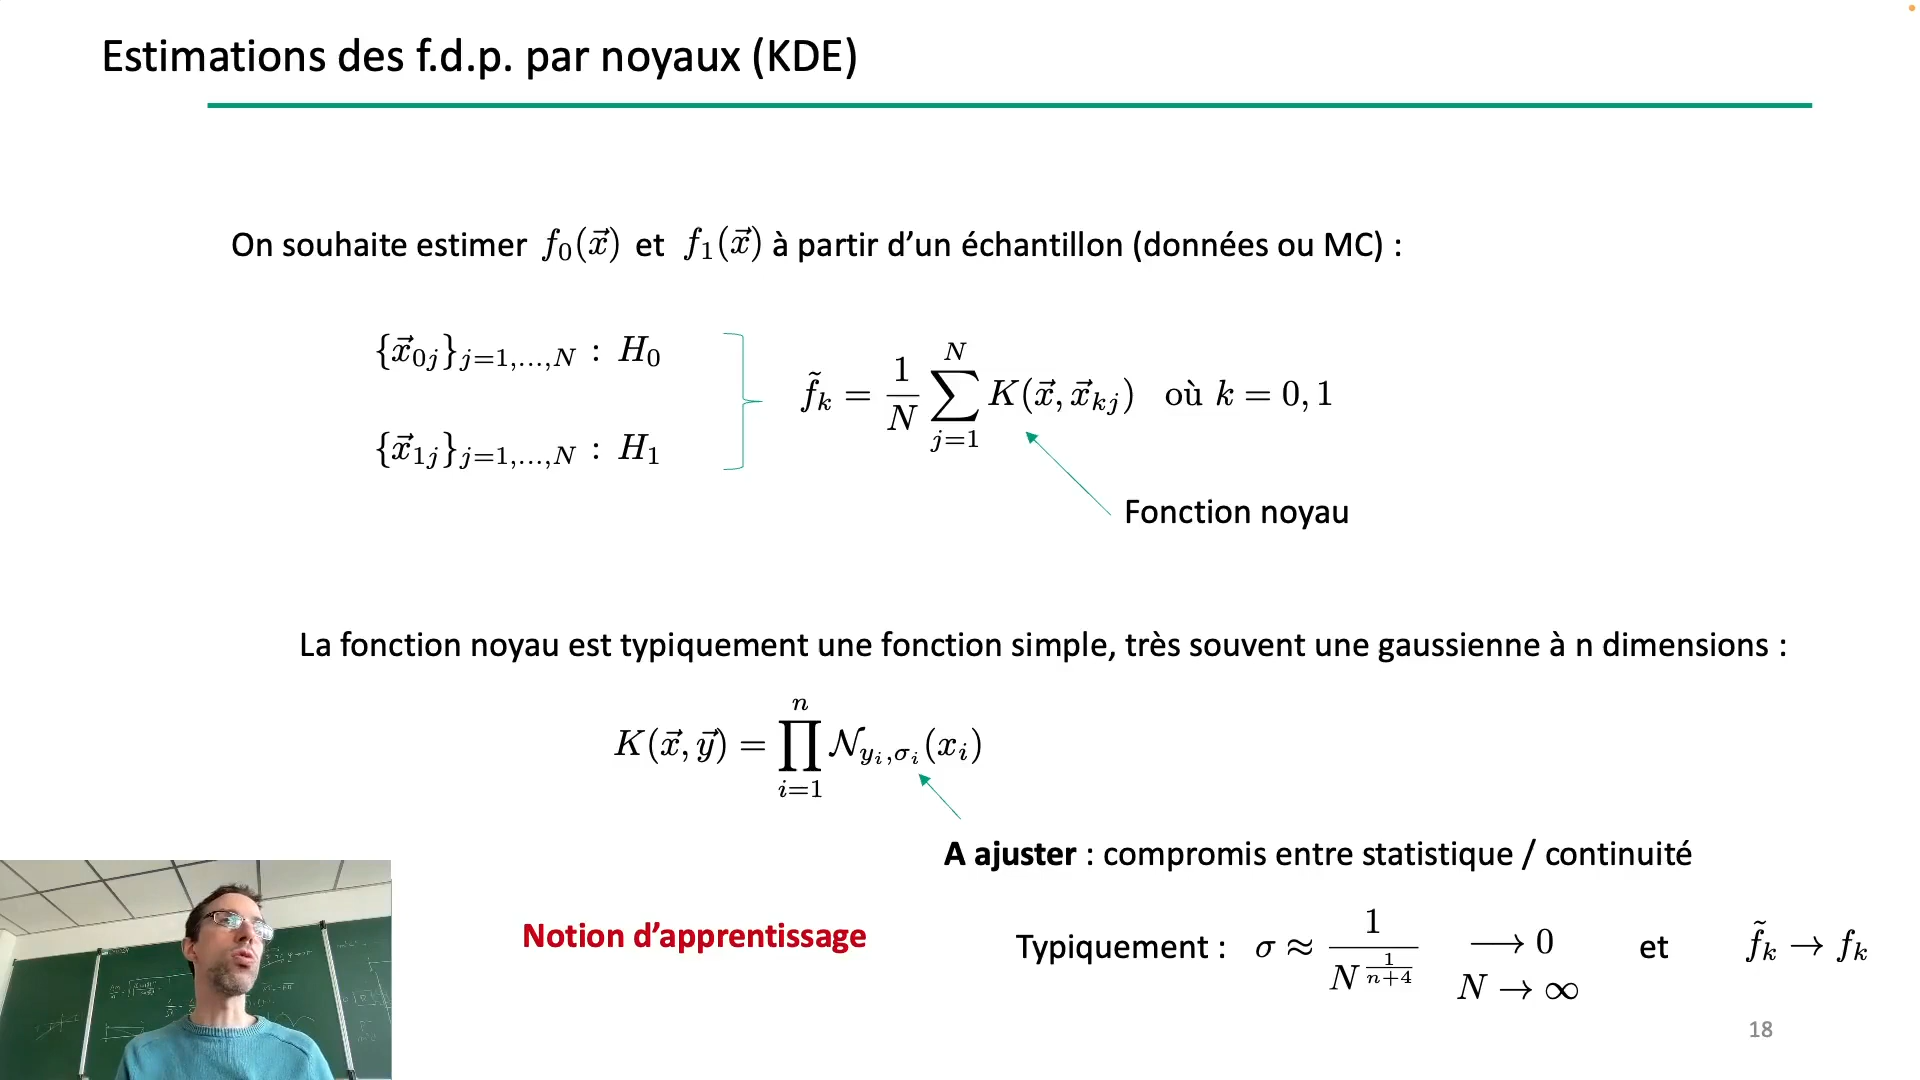 Estimations des f.d.p. par noyaux (KDE)
On souhaite estimer $f_0(\vec{x})$ et $f_1(\vec{x})$ à partir d’un échantillon (données ou MC) :
$\{\vec{x}_{0j}\}_{j=1,\ldots,N} : H_0$
$\{\vec{x}_{1j}\}_{j=1,\ldots,N} : H_1$
$\tilde{f}_k = \frac{1}{N} \sum_{j=1}^{N} K(\vec{x}, \vec{x}_{kj})$ où $k = 0, 1$
Fonction noyau
La fonction noyau est typiquement une fonction simple, très souvent une gaussienne à n dimensions :
$K(\vec{x}, \vec{y}) = \prod_{i=1}^{n} \mathcal{N}_{y_i,\sigma_i}(x_i)$
A ajuster : compromis entre statistique / continuité
Notion d’apprentissage
Typiquement : $\sigma \approx \frac{1}{N^{\frac{1}{n+4}}}$ $\underset{N \to \infty}{\longrightarrow 0}$ et $\tilde{f}_k \to f_k$
18